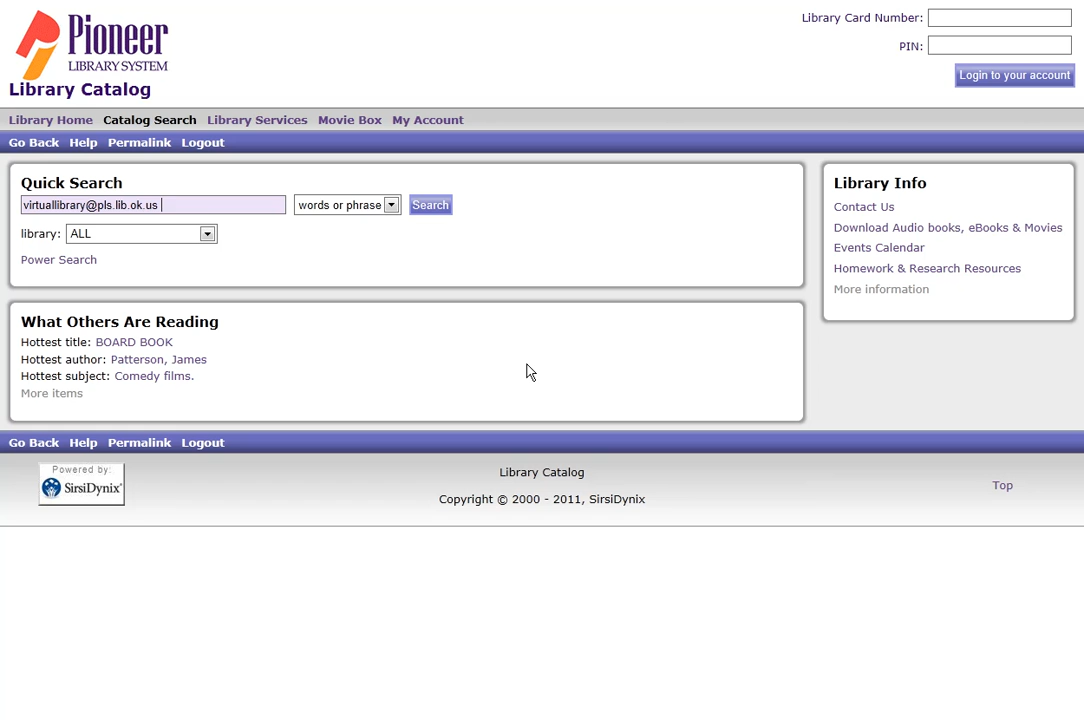 Pioneer
LIBRARY SYSTEM
Library Catalog
Library Card Number:
PIN:
Login to your account
Library Home Catalog Search Library Services Movie Box My Account
Go Back Help Permalink Logout
Quick Search
virtuallibrary@pls.lib.ok.us
words or phrase
Search
library: ALL
Power Search
Library Info
Contact Us
Download Audio books, eBooks & Movies
Events Calendar
Homework & Research Resources
More information
What Others Are Reading
Hottest title: BOARD BOOK
Hottest author: Patterson, James
Hottest subject: Comedy films.
More items
Go Back Help Permalink Logout
Powered by:
SirsiDynix
Library Catalog
Copyright © 2000 - 2011, SirsiDynix
Top